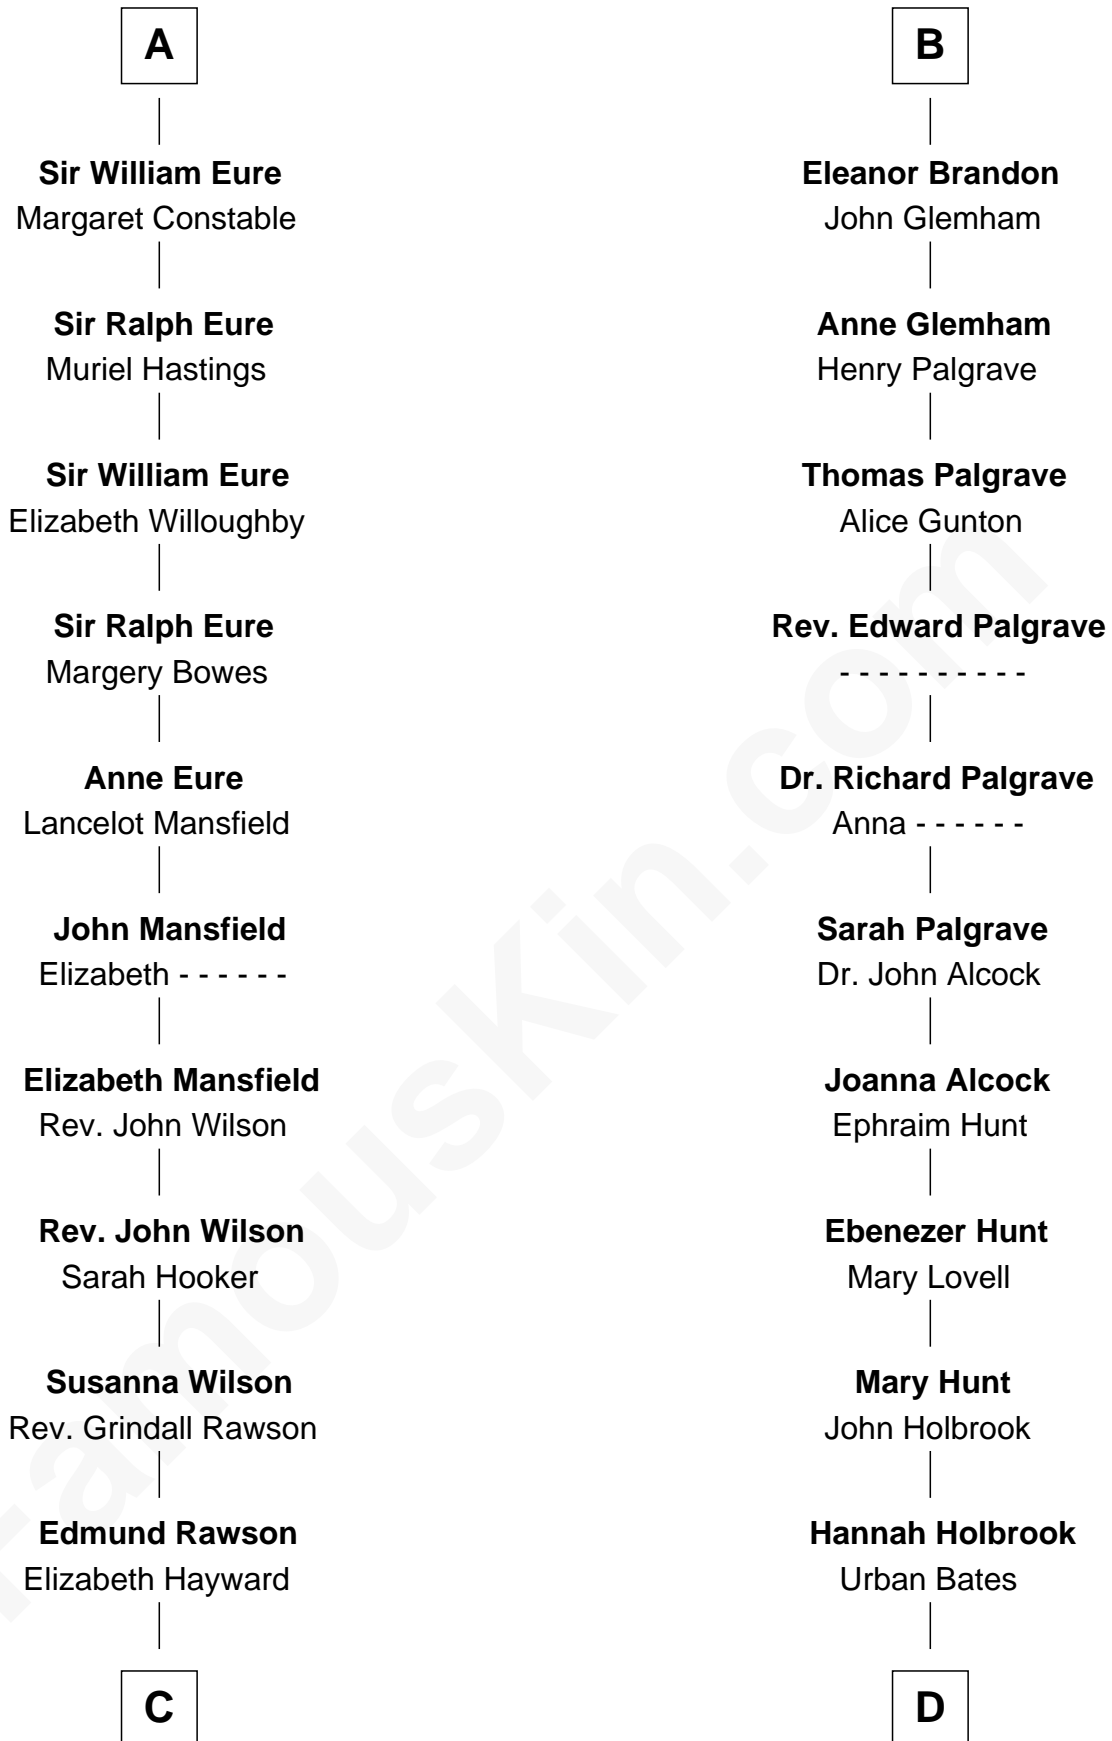 A
Sir William Eure
Margaret Constable
Sir Ralph Eure
Muriel Hastings
Sir William Eure
Elizabeth Willoughby
Sir Ralph Eure
Margery Bowes
Anne Eure
Lancelot Mansfield
John Mansfield
Elizabeth - - - - - -
Elizabeth Mansfield
Rev. John Wilson
Rev. John Wilson
Sarah Hooker
Susanna Wilson
Rev. Grindall Rawson
Edmund Rawson
Elizabeth Hayward
C
B
Eleanor Brandon
John Glemham
Anne Glemham
Henry Palgrave
Thomas Palgrave
Alice Gunton
Rev. Edward Palgrave
- - - - - - - - - -
Dr. Richard Palgrave
Anna - - - - - -
Sarah Palgrave
Dr. John Alcock
Joanna Alcock
Ephraim Hunt
Ebenezer Hunt
Mary Lovell
Mary Hunt
John Holbrook
Hannah Holbrook
Urban Bates
D
FamousKin.com